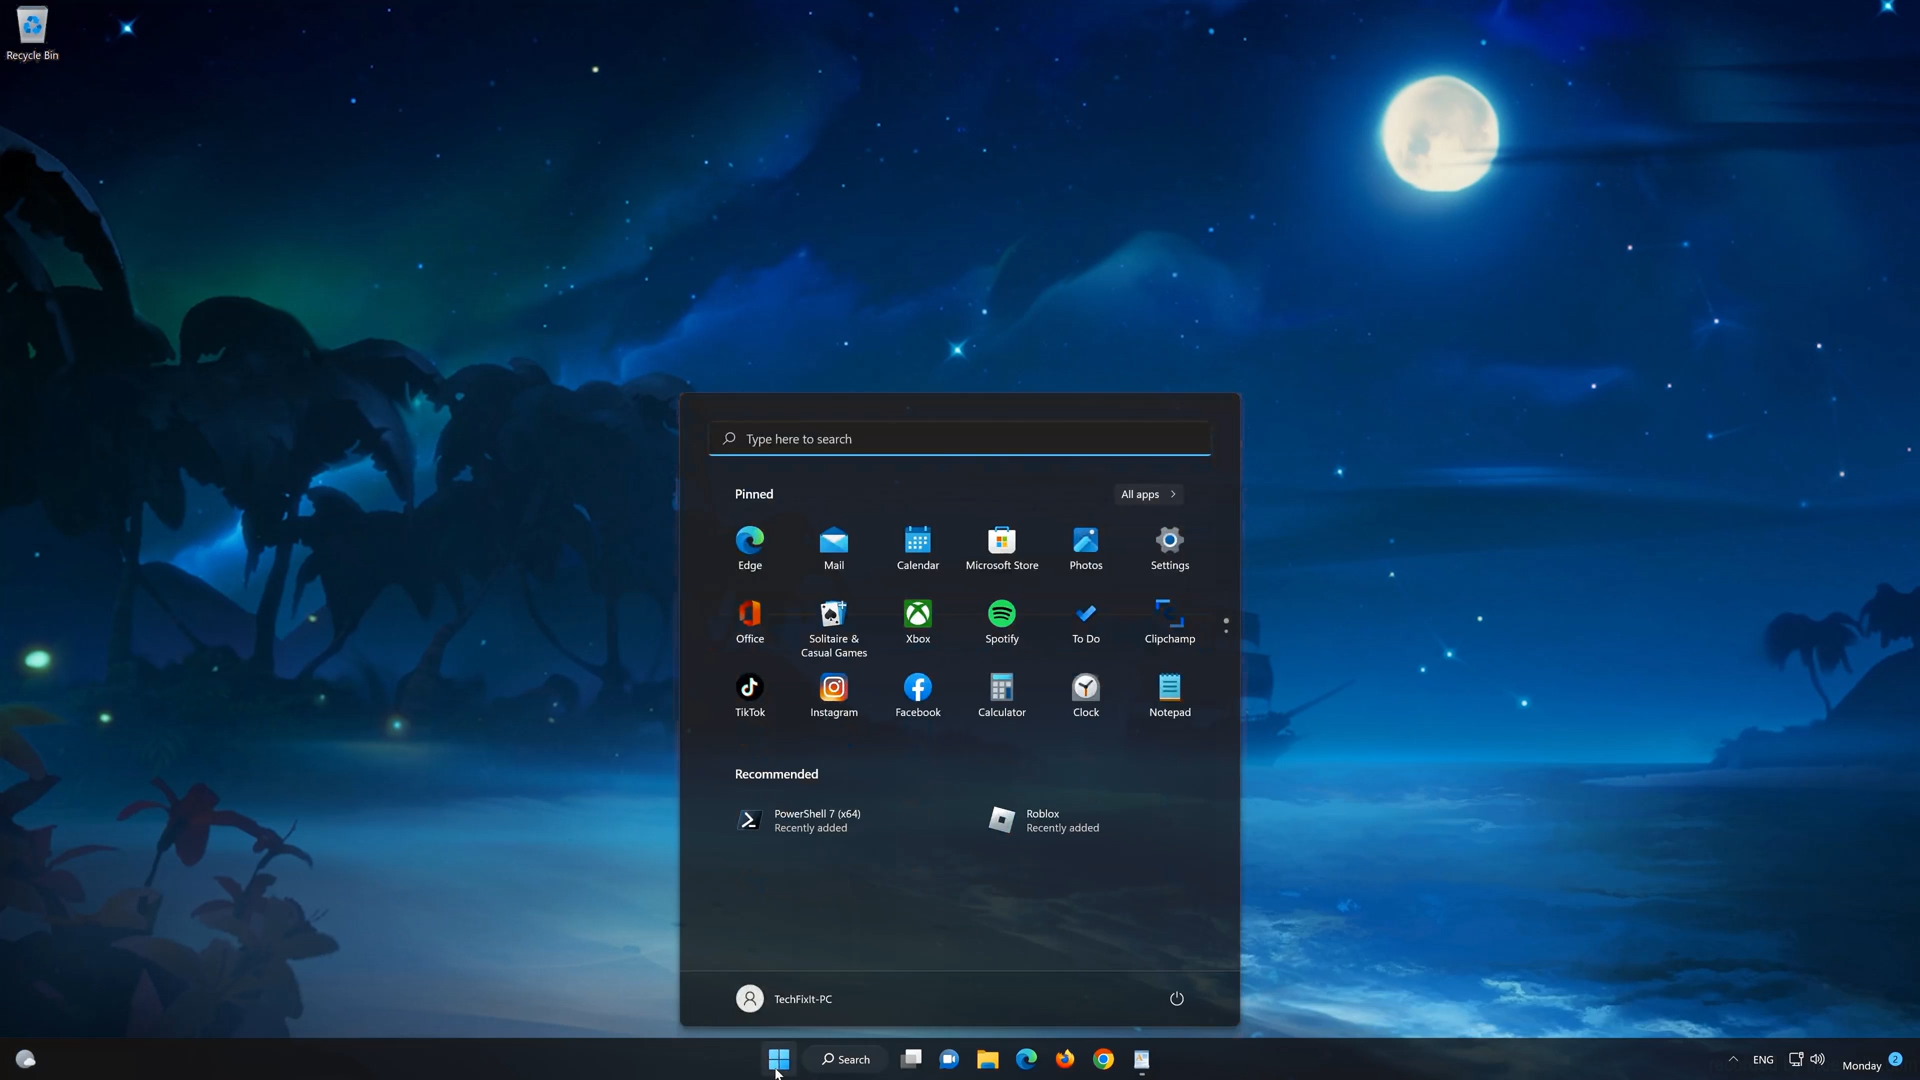 Recycle Bin
Type here to search
Pinned
All apps
Edge
Mail
Calendar
Microsoft Store
Photos
Settings
Office
Solitaire &
Casual Games
Xbox
Spotify
To Do
Clipchamp
TikTok
Instagram
Facebook
Calculator
Clock
Notepad
Recommended
PowerShell 7 (x64)
Recently added
Roblox
Recently added
TechFixIt-PC
Search
ENG
Monday
2